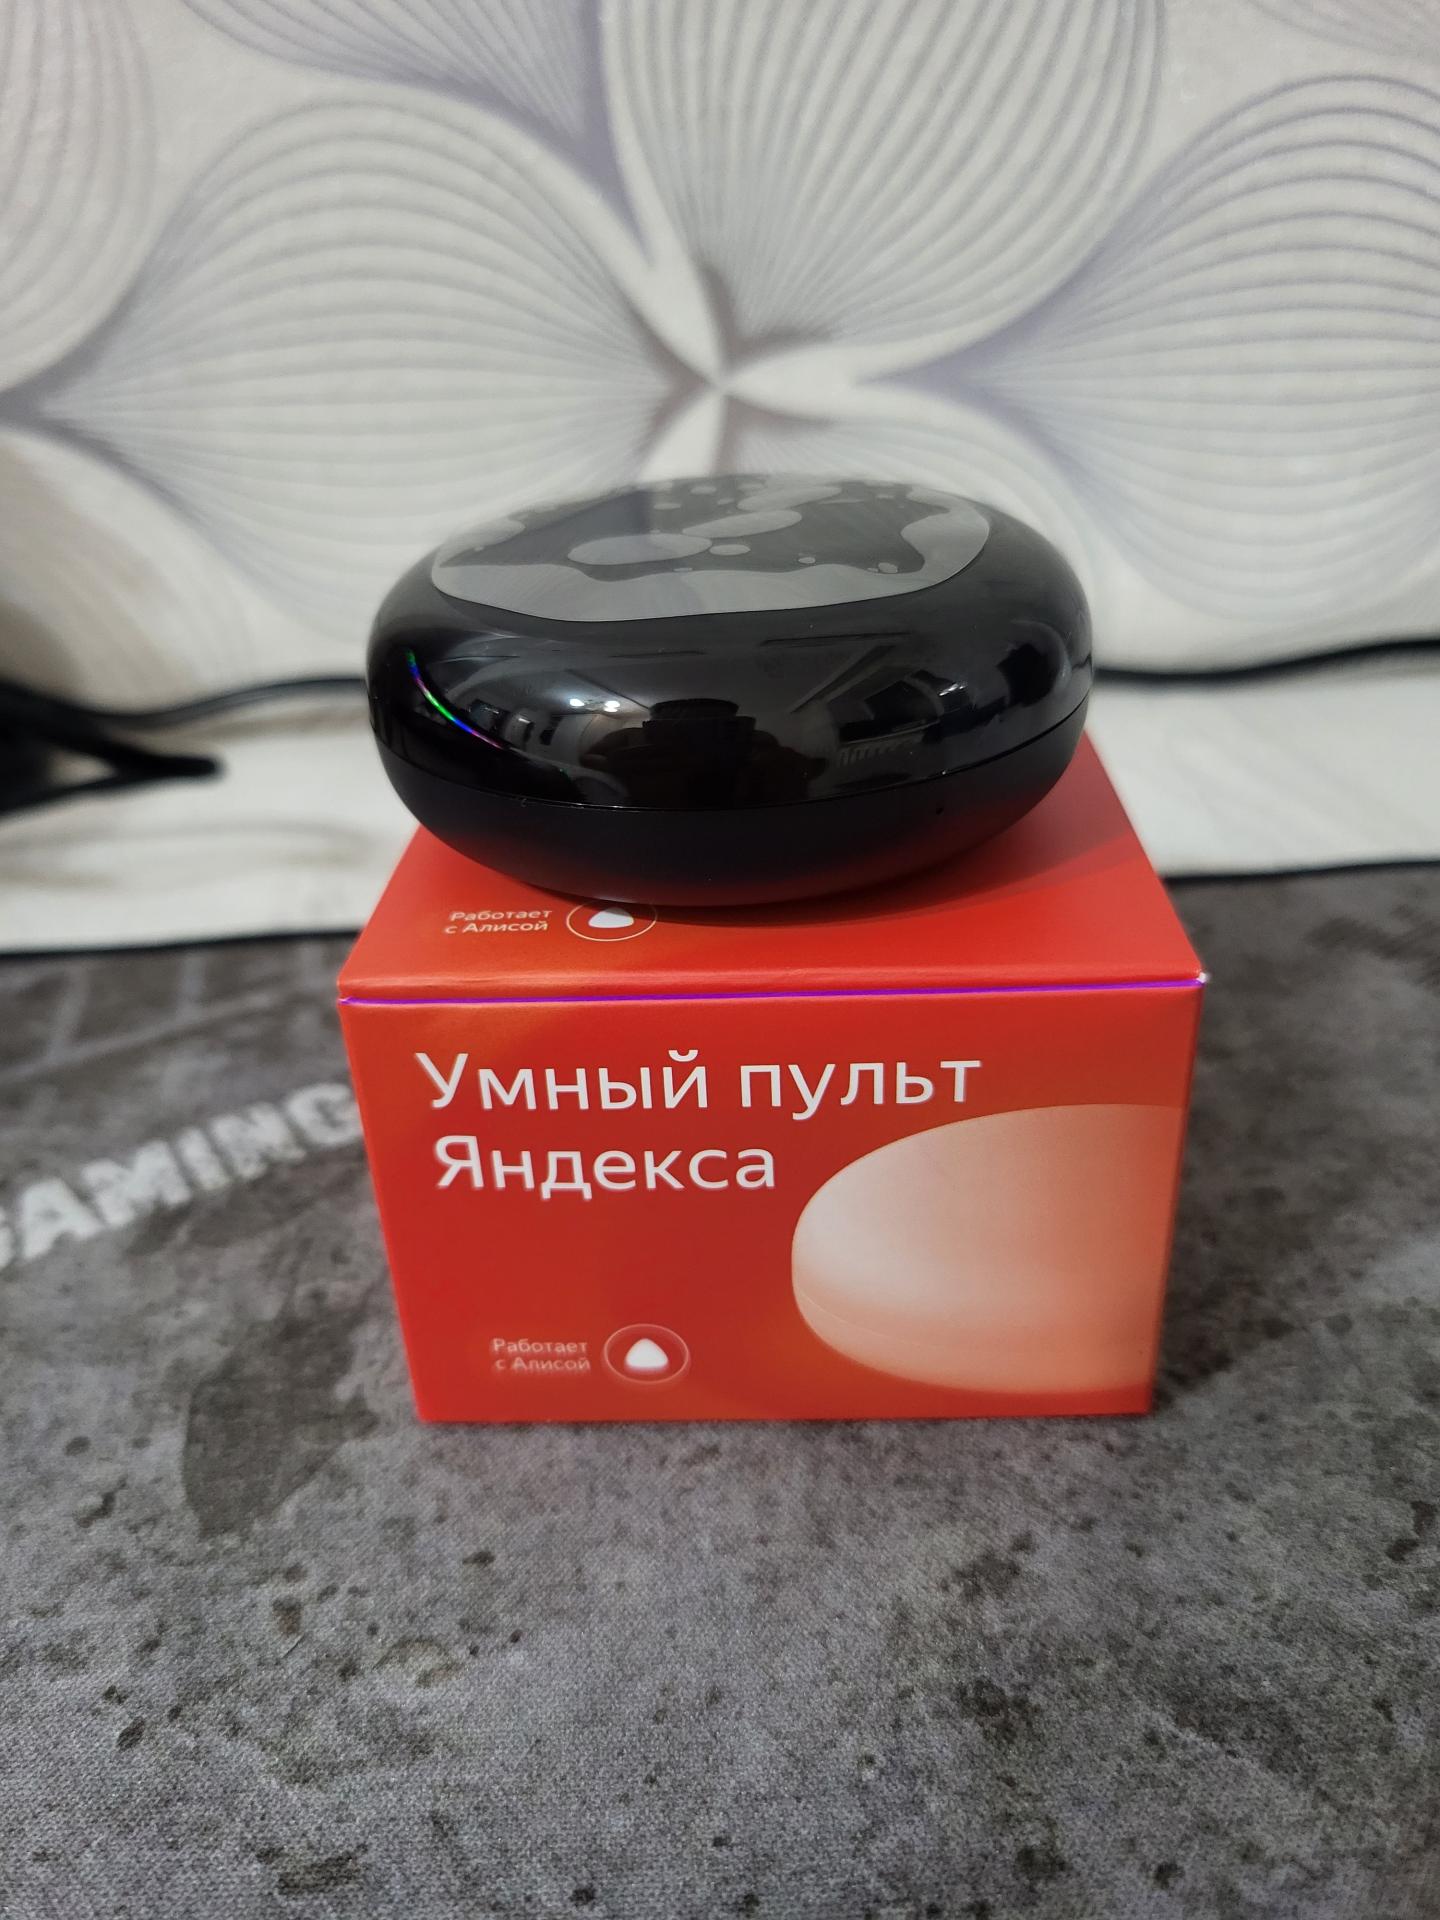 Работает
с Алисой
Умный пульт
Яндекса
GAMING
Работает
с Алисой